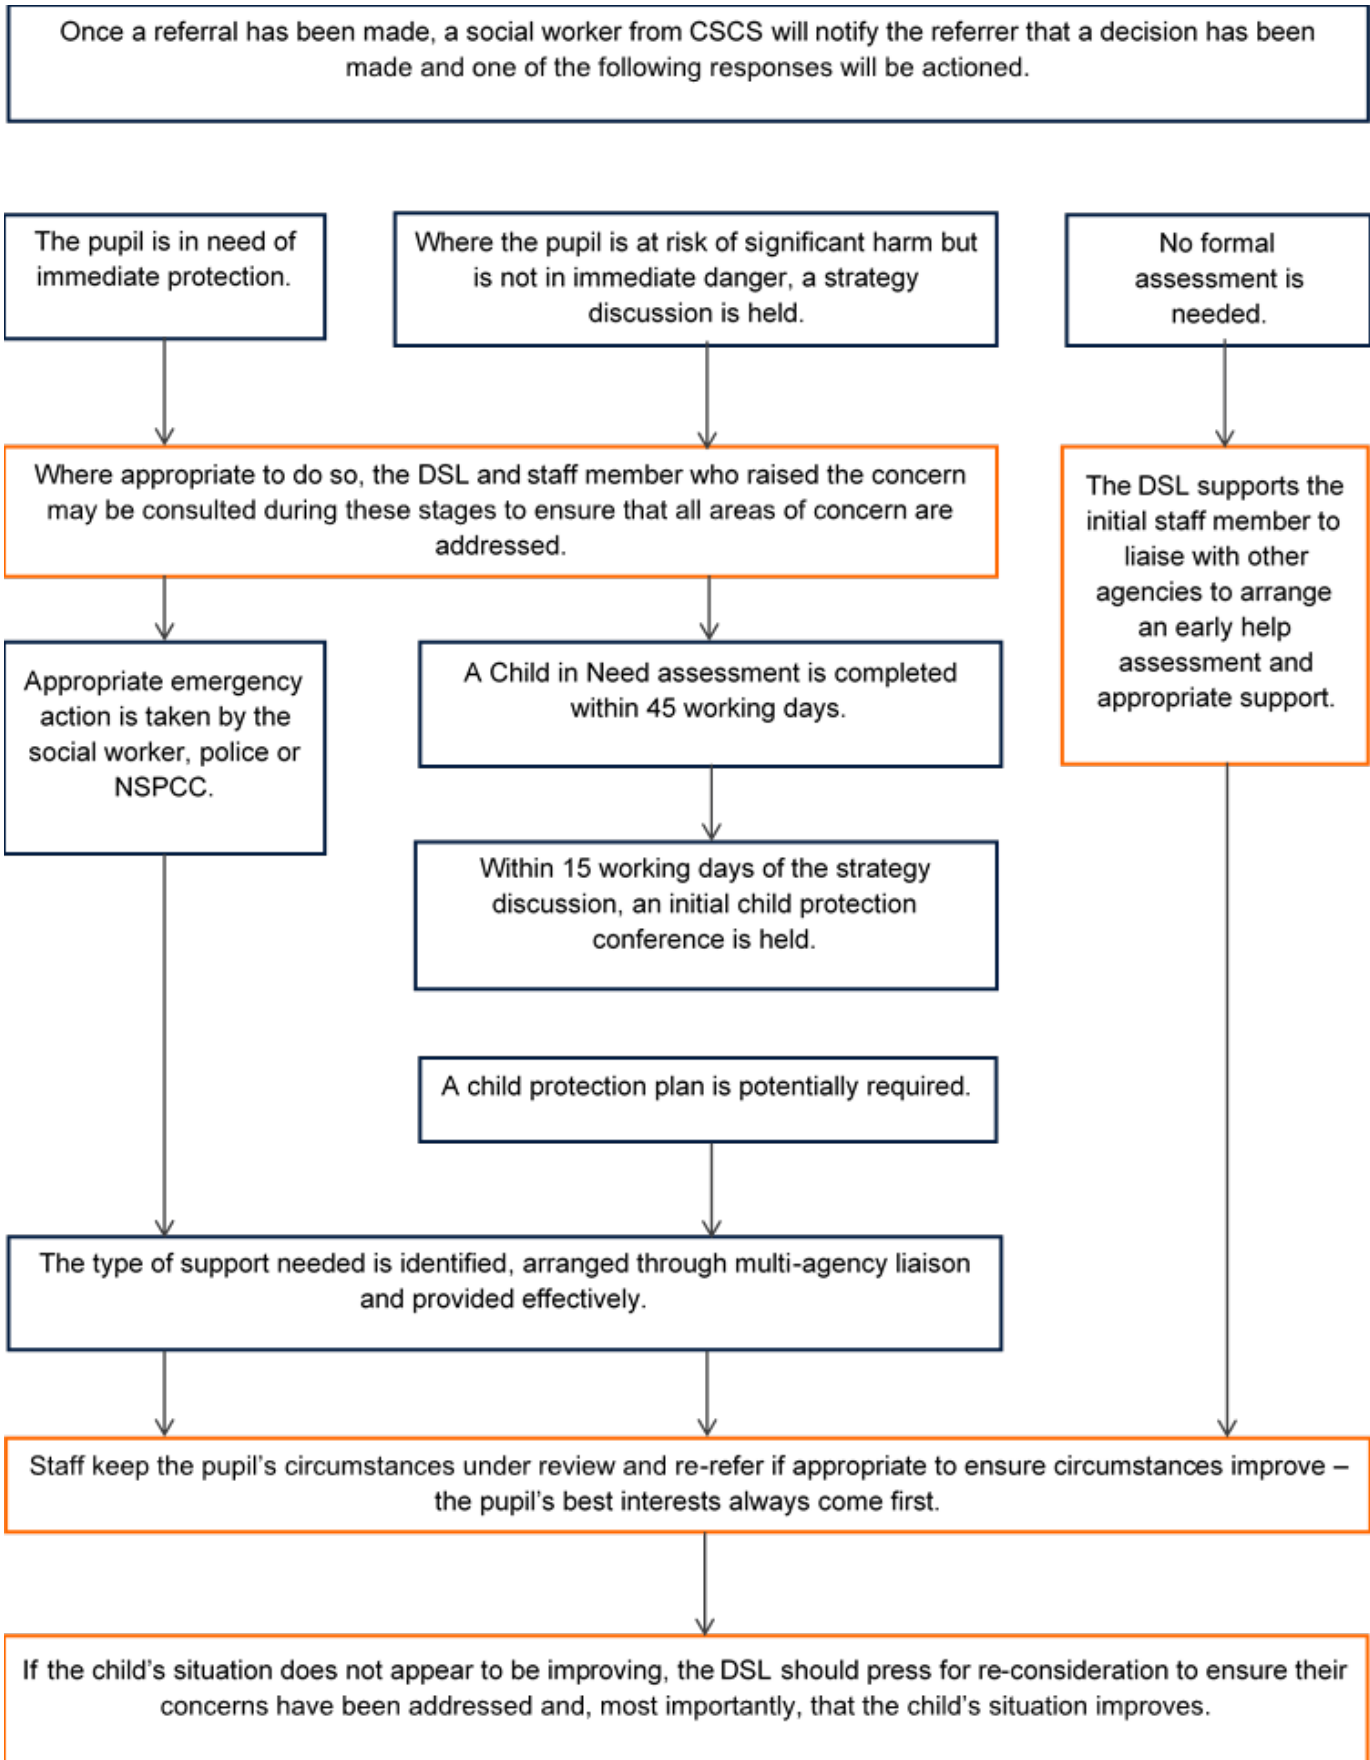 Once a referral has been made, a social worker from CSCS will notify the referrer that a decision has been
made and one of the following responses will be actioned.
The pupil is in need of
immediate protection.
Where the pupil is at risk of significant harm but
is not in immediate danger, a strategy
discussion is held.
No formal
assessment is
needed.
Where appropriate to do so, the DSL and staff member who raised the concern
may be consulted during these stages to ensure that all areas of concern are
addressed.
The DSL supports the
initial staff member to
liaise with other
agencies to arrange
an early help
assessment and
appropriate support.
Appropriate emergency
action is taken by the
social worker, police or
NSPCC.
A Child in Need assessment is completed
within 45 working days.
Within 15 working days of the strategy
discussion, an initial child protection
conference is held.
A child protection plan is potentially required.
The type of support needed is identified, arranged through multi-agency liaison
and provided effectively.
Staff keep the pupil’s circumstances under review and re-refer if appropriate to ensure circumstances improve –
the pupil’s best interests always come first.
If the child’s situation does not appear to be improving, the DSL should press for re-consideration to ensure their
concerns have been addressed and, most importantly, that the child’s situation improves.